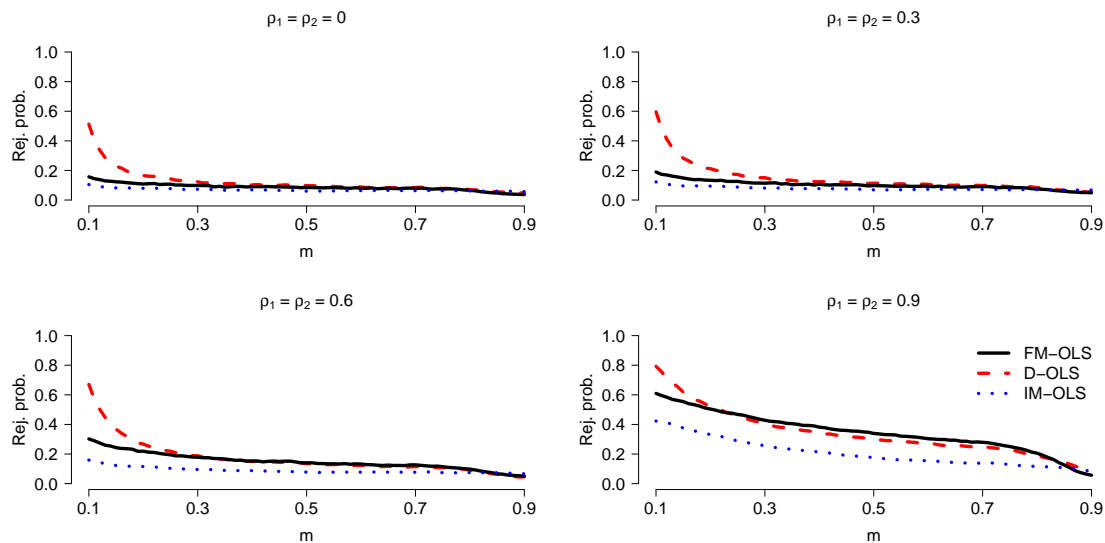 ρ₁ = ρ₂ = 0
Rej. prob.
1.0
0.8
0.6
0.4
0.2
0.0
0.1 0.3 0.5 0.7 0.9
m
ρ₁ = ρ₂ = 0.3
Rej. prob.
1.0
0.8
0.6
0.4
0.2
0.0
0.1 0.3 0.5 0.7 0.9
m
ρ₁ = ρ₂ = 0.6
Rej. prob.
1.0
0.8
0.6
0.4
0.2
0.0
0.1 0.3 0.5 0.7 0.9
m
ρ₁ = ρ₂ = 0.9
Rej. prob.
1.0
0.8
0.6
0.4
0.2
0.0
FM−OLS
D−OLS
IM−OLS
0.1 0.3 0.5 0.7 0.9
m